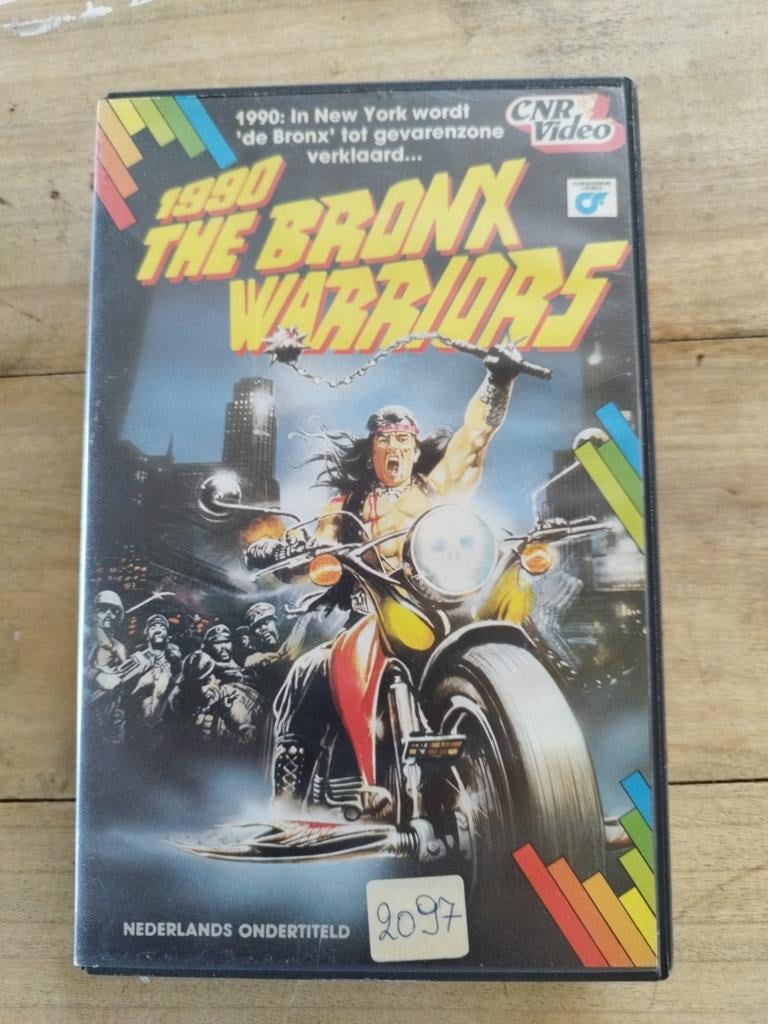 1990: In New York wordt
'de Bronx' tot gevarenzone
verklaard...
CNR
Video
1990
THE BRONX
WARRIORS
NEDERLANDS ONDERTITELD
2097